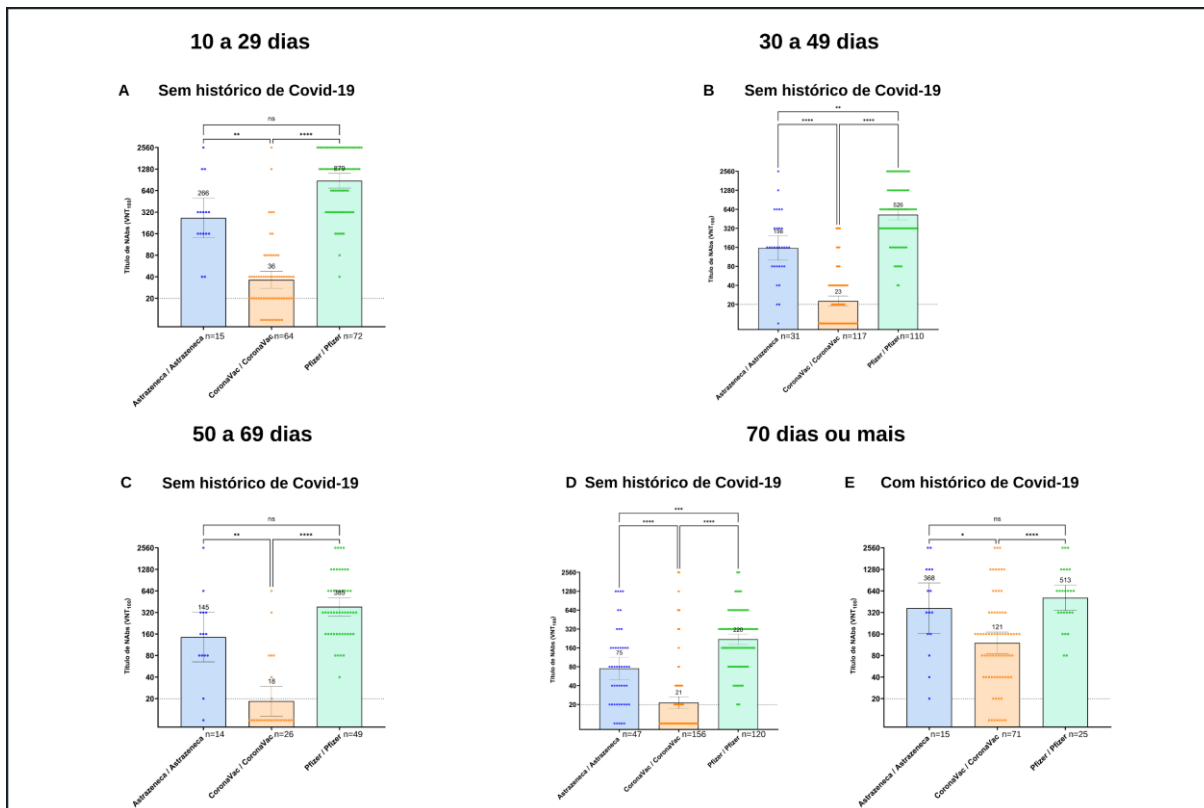 10 a 29 dias
30 a 49 dias
A Sem histórico de Covid-19
B Sem histórico de Covid-19
ns
** ****
**
**** ****
Título de NAbs (VNT100)
2560
1280
640
320
160
80
40
20
266
36
879
n=15
n=64
n=72
Astrazeneca / Astrazeneca
CoronaVac / CoronaVac
Pfizer / Pfizer
Título de NAbs (VNT100)
2560
1280
640
320
160
80
40
20
23
526
n=31
n=117
n=110
Astrazeneca / Astrazeneca
CoronaVac / CoronaVac
Pfizer / Pfizer
50 a 69 dias
70 dias ou mais
C Sem histórico de Covid-19
D Sem histórico de Covid-19
E Com histórico de Covid-19
ns
** ****
***
**** ****
ns
* ****
Título de NAbs (VNT100)
2560
1280
640
320
160
80
40
20
145
18
385
n=14
n=26
n=49
Astrazeneca / Astrazeneca
CoronaVac / CoronaVac
Pfizer / Pfizer
Título de NAbs (VNT100)
2560
1280
640
320
160
80
40
20
75
21
220
n=47
n=156
n=120
Astrazeneca / Astrazeneca
CoronaVac / CoronaVac
Pfizer / Pfizer
Título de NAbs (VNT100)
2560
1280
640
320
160
80
40
20
368
121
513
n=15
n=71
n=25
Astrazeneca / Astrazeneca
CoronaVac / CoronaVac
Pfizer / Pfizer